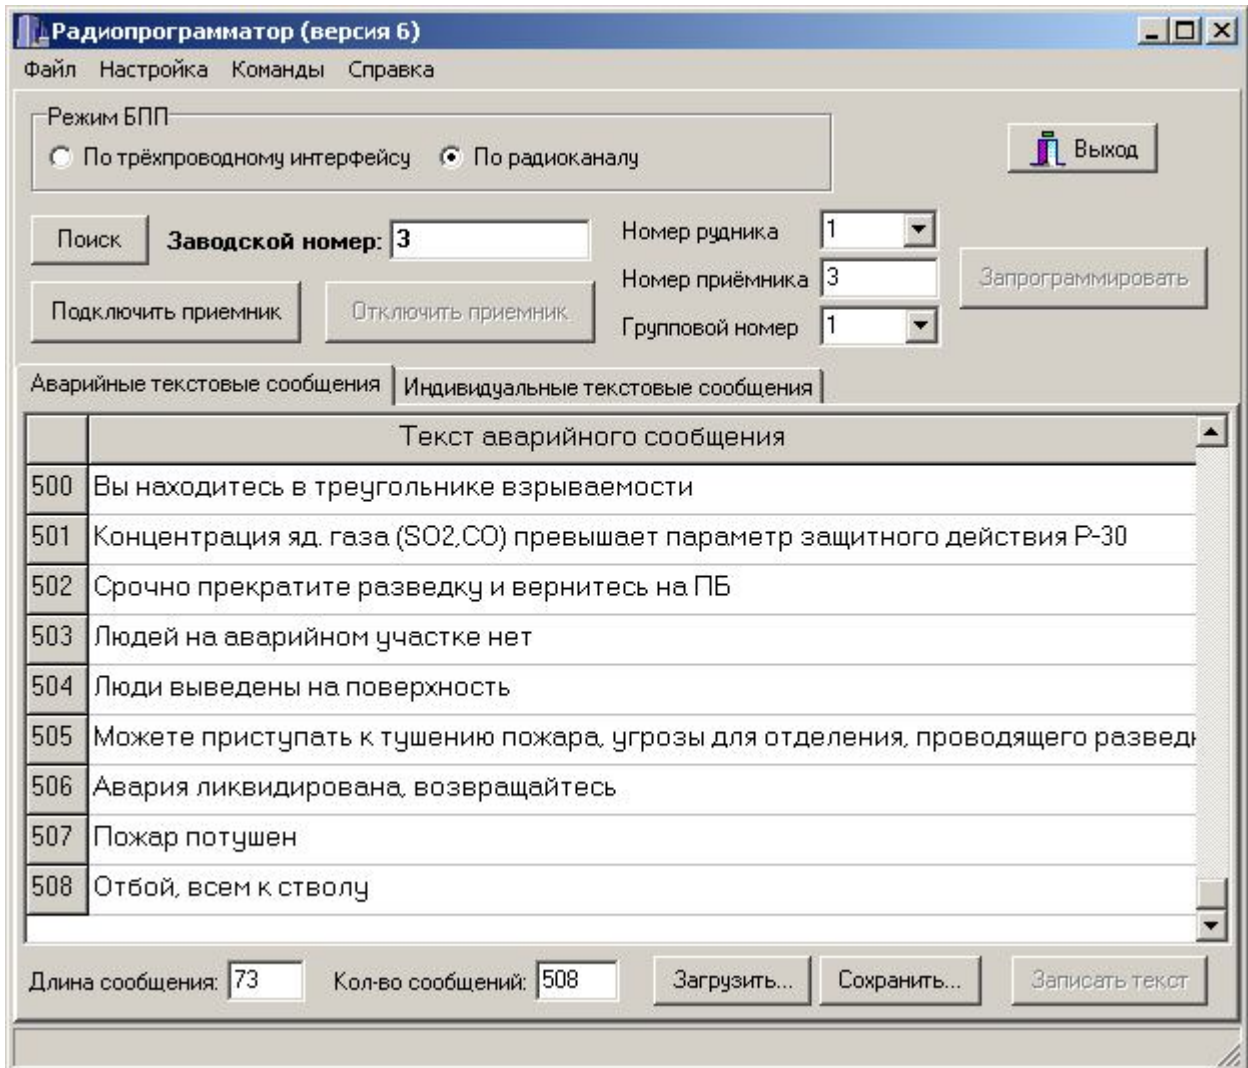 Радиопрограмматор (версия 6)
Файл Настройка Команды Справка
Режим БПП
По трёхпроводному интерфейсу По радиоканалу
Выход
Поиск Заводской номер: 3
Номер рудника 1
Номер приёмника 3
Запрограммировать
Подключить приемник Отключить приемник
Групповой номер 1
Аварийные текстовые сообщения Индивидуальные текстовые сообщения
Текст аварийного сообщения
500 Вы находитесь в треугольнике взрываемости
501 Концентрация яд. газа (SO2,CO) превышает параметр защитного действия Р-30
502 Срочно прекратите разведку и вернитесь на ПБ
503 Людей на аварийном участке нет
504 Люди выведены на поверхность
505 Можете приступать к тушению пожара, угрозы для отделения, проводящего
506 Авария ликвидирована, возвращайтесь
507 Пожар потушен
508 Отбой, всем к стволу
Длина сообщения: 73 Кол-во сообщений: 508 Загрузить... Сохранить... Записать текст